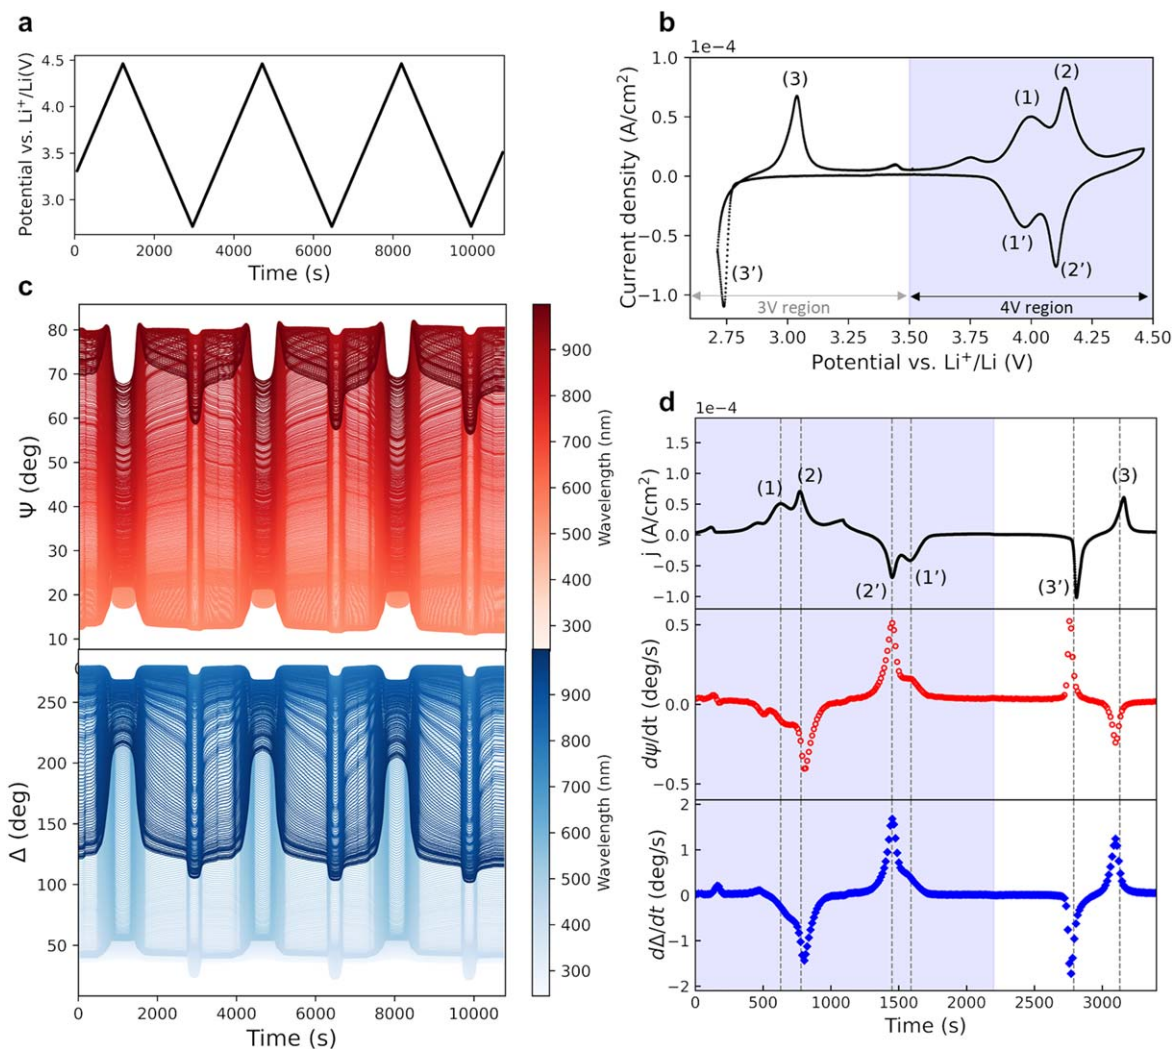 a
4.5
4.0
3.5
3.0
Potential vs. Li⁺/Li(V)
0 2000 4000 6000 8000 10000
Time (s)
b
1e−4
1.0
0.5
0.0
−0.5
−1.0
Current density (A/cm²)
(3)
(1)
(2)
(3’)
(1’)
(2’)
3V region
4V region
2.75 3.00 3.25 3.50 3.75 4.00 4.25 4.50
Potential vs. Li⁺/Li (V)
c
80
70
60
50
40
30
20
10
Ψ (deg)
900
800
700
600
500
400
300
Wavelength (nm)
250
200
150
100
50
Δ (deg)
900
800
700
600
500
400
300
Wavelength (nm)
0 2000 4000 6000 8000 10000
Time (s)
d
1e−4
1.5
1.0
0.5
0.0
−0.5
−1.0
j (A/cm²)
(1)
(2)
(3)
(2’)
(1’)
(3’)
0.5
0.0
−0.5
dψ/dt (deg/s)
2
1
0
−1
−2
dΔ/dt (deg/s)
0 500 1000 1500 2000 2500 3000
Time (s)